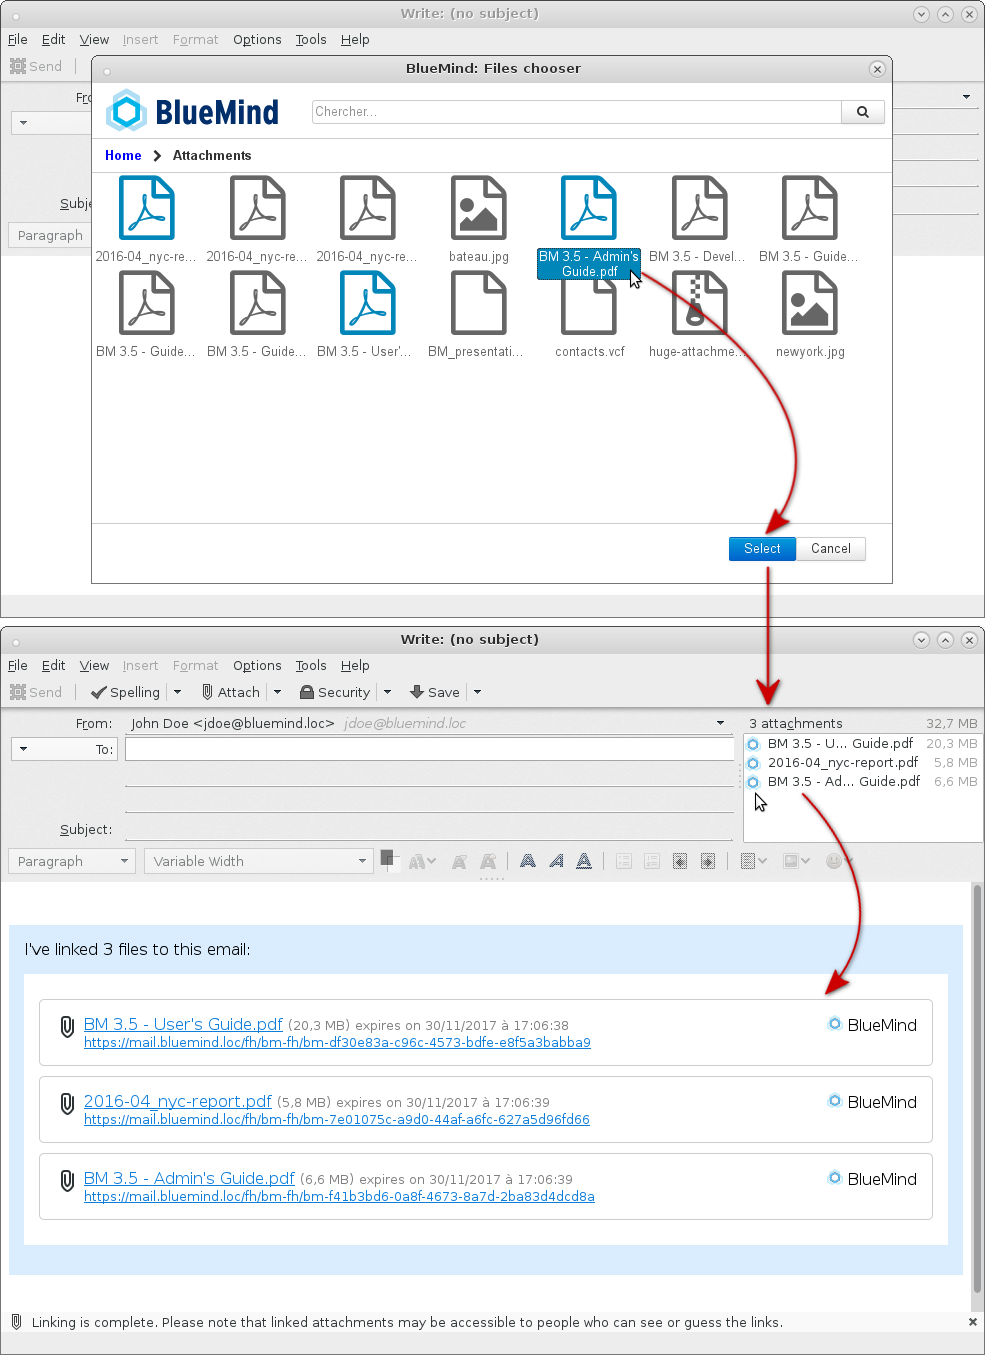 Write: (no subject)
File Edit View Insert Format Options Tools Help
Send
BlueMind: Files chooser
BlueMind
Chercher...
Home Attachments
2016-04_nyc-re... 2016-04_nyc-re... 2016-04_nyc-re... bateau.jpg BM 3.5 - Admin's BM 3.5 - Devel... BM 3.5 - Guide...
Guide.pdf
BM 3.5 - Guide... BM 3.5 - Guide... BM 3.5 - User'... BM_presentati... contacts.vcf huge-attachme... newyork.jpg
Paragraph
Select Cancel
Write: (no subject)
File Edit View Insert Format Options Tools Help
Send Spelling Attach Security Save
From: John Doe <jdoe@bluemind.loc> jdoe@bluemind.loc
3 attachments 32,7 MB
To:
BM 3.5 - U... Guide.pdf 20,3 MB
2016-04_nyc-report.pdf 5,8 MB
BM 3.5 - Ad... Guide.pdf 6,6 MB
Subject:
Paragraph Variable Width
I've linked 3 files to this email:
BM 3.5 - User's Guide.pdf (20,3 MB) expires on 30/11/2017 à 17:06:38 BlueMind
https://mail.bluemind.loc/fh/bm-fh/bm-df30e83a-c96c-4573-bdfe-e8f5a3babba9
2016-04_nyc-report.pdf (5,8 MB) expires on 30/11/2017 à 17:06:39 BlueMind
https://mail.bluemind.loc/fh/bm-fh/bm-7e01075c-a9d0-44af-a6fc-627a5d96fd66
BM 3.5 - Admin's Guide.pdf (6,6 MB) expires on 30/11/2017 à 17:06:39 BlueMind
https://mail.bluemind.loc/fh/bm-fh/bm-f41b3bd6-0a8f-4673-8a7d-2ba83d4dcd8a
Linking is complete. Please note that linked attachments may be accessible to people who can see or guess the links.